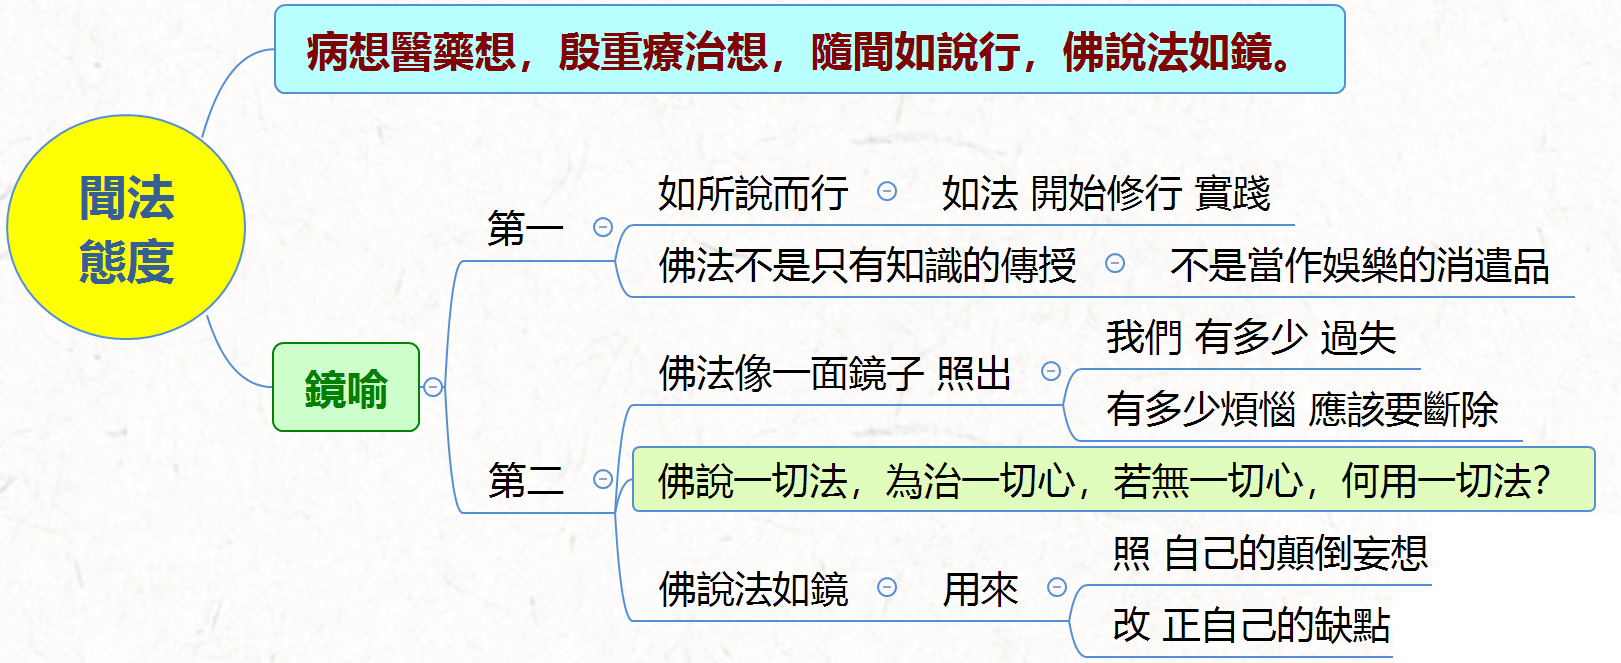 病想醫藥想，殷重療治想，隨聞如說行，佛說法如鏡。
聞法
態度
鏡喻
第一
如所說而行
如法 開始修行 實踐
佛法不是只有知識的傳授
不是當作娛樂的消遣品
第二
佛法像一面鏡子 照出
我們 有多少 過失
有多少煩惱 應該要斷除
佛說一切法，為治一切心，若無一切心，何用一切法？
佛說法如鏡
用來
照 自己的顛倒妄想
改 正自己的缺點